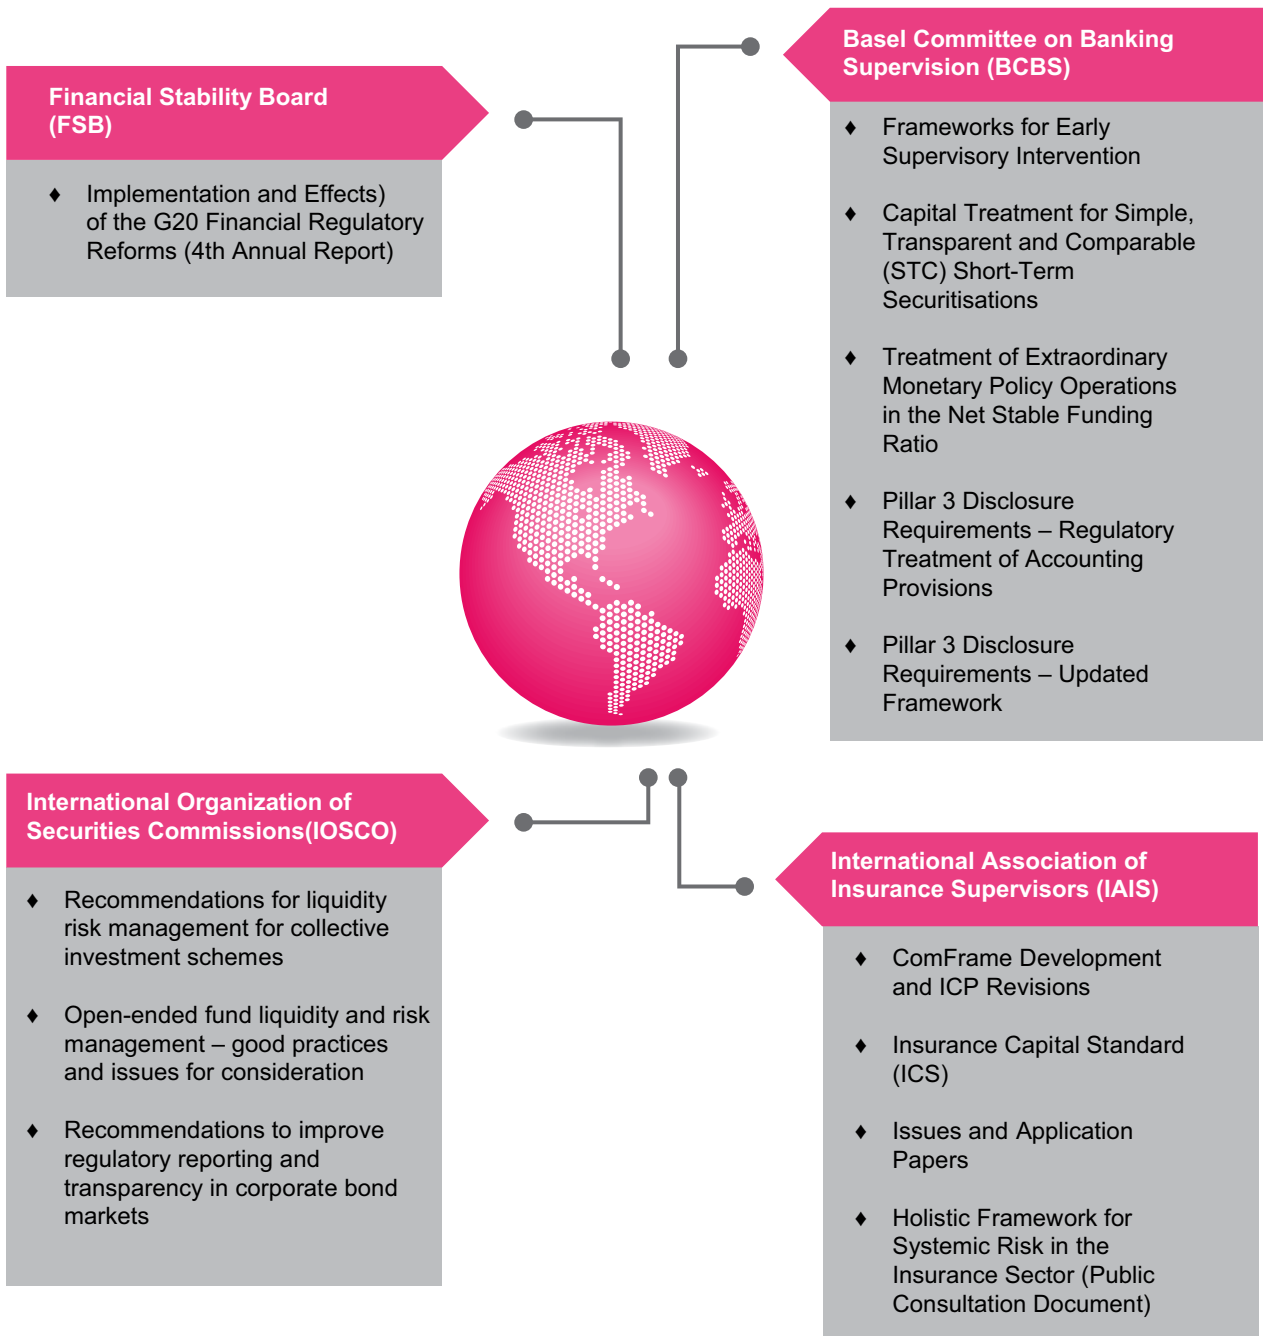 Financial Stability Board
(FSB)
♦ Implementation and Effects)
of the G20 Financial Regulatory
Reforms (4th Annual Report)
Basel Committee on Banking
Supervision (BCBS)
♦ Frameworks for Early
Supervisory Intervention
♦ Capital Treatment for Simple,
Transparent and Comparable
(STC) Short-Term
Securitisations
♦ Treatment of Extraordinary
Monetary Policy Operations
in the Net Stable Funding
Ratio
♦ Pillar 3 Disclosure
Requirements – Regulatory
Treatment of Accounting
Provisions
♦ Pillar 3 Disclosure
Requirements – Updated
Framework
International Organization of
Securities Commissions(IOSCO)
♦ Recommendations for liquidity
risk management for collective
investment schemes
♦ Open-ended fund liquidity and risk
management – good practices
and issues for consideration
♦ Recommendations to improve
regulatory reporting and
transparency in corporate bond
markets
International Association of
Insurance Supervisors (IAIS)
♦ ComFrame Development
and ICP Revisions
♦ Insurance Capital Standard
(ICS)
♦ Issues and Application
Papers
♦ Holistic Framework for
Systemic Risk in the
Insurance Sector (Public
Consultation Document)